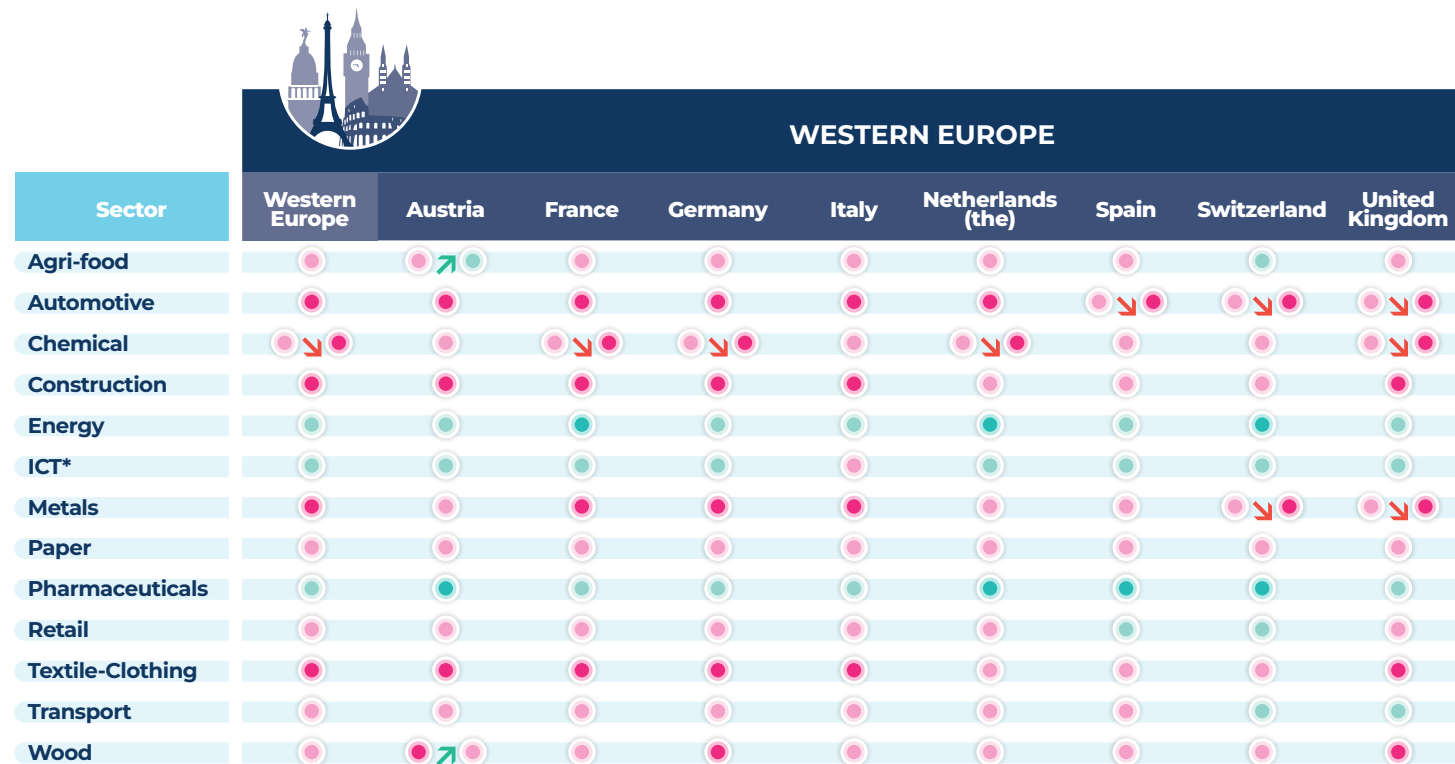 WESTERN EUROPE
Sector
Western
Europe
Austria
France
Germany
Italy
Netherlands
(the)
Spain
Switzerland
United
Kingdom
Agri-food
Automotive
Chemical
Construction
Energy
ICT*
Metals
Paper
Pharmaceuticals
Retail
Textile-Clothing
Transport
Wood